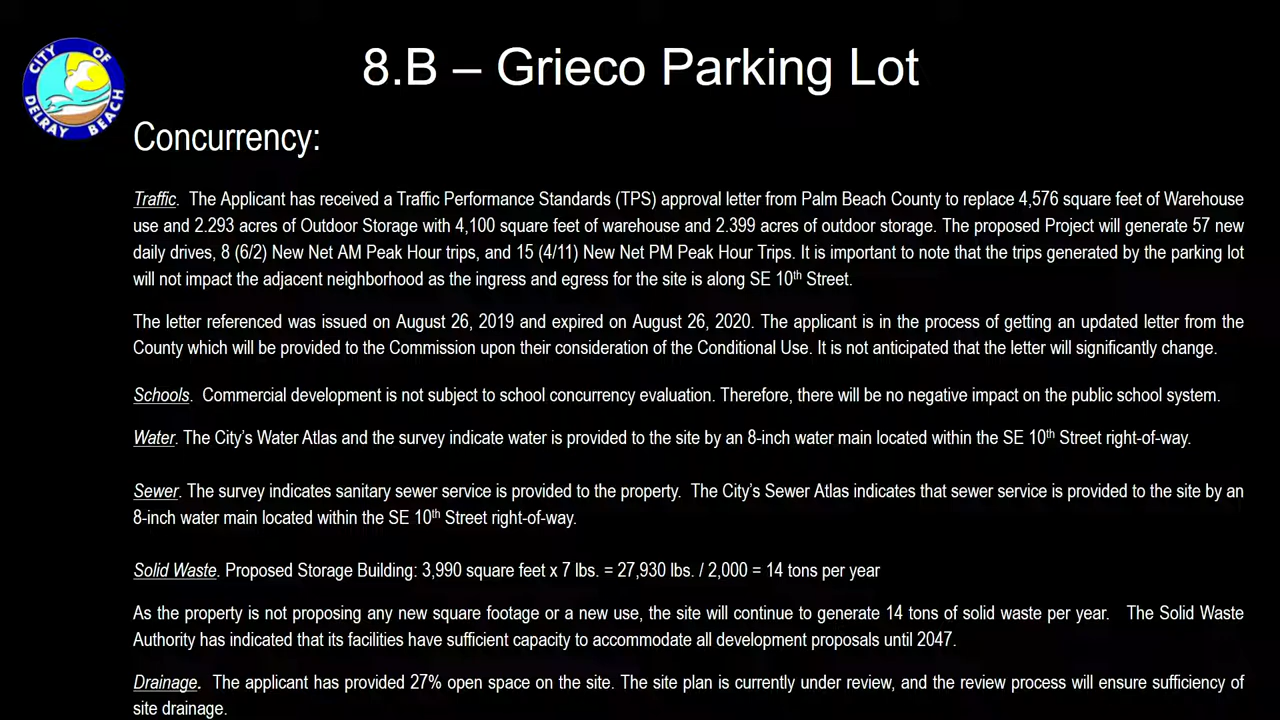 CITY OF
DELRAY BEACH
8.B – Grieco Parking Lot
Concurrency:
Traffic. The Applicant has received a Traffic Performance Standards (TPS) approval letter from Palm Beach County to replace 4,576 square feet of Warehouse
use and 2.293 acres of Outdoor Storage with 4,100 square feet of warehouse and 2.399 acres of outdoor storage. The proposed Project will generate 57 new
daily drives, 8 (6/2) New Net AM Peak Hour trips, and 15 (4/11) New Net PM Peak Hour Trips. It is important to note that the trips generated by the parking lot
will not impact the adjacent neighborhood as the ingress and egress for the site is along SE 10th Street.
The letter referenced was issued on August 26, 2019 and expired on August 26, 2020. The applicant is in the process of getting an updated letter from the
County which will be provided to the Commission upon their consideration of the Conditional Use. It is not anticipated that the letter will significantly change.
Schools. Commercial development is not subject to school concurrency evaluation. Therefore, there will be no negative impact on the public school system.
Water. The City's Water Atlas and the survey indicate water is provided to the site by an 8-inch water main located within the SE 10th Street right-of-way.
Sewer. The survey indicates sanitary sewer service is provided to the property. The City's Sewer Atlas indicates that sewer service is provided to the site by an
8-inch water main located within the SE 10th Street right-of-way.
Solid Waste. Proposed Storage Building: 3,990 square feet x 7 lbs. = 27,930 lbs. / 2,000 = 14 tons per year
As the property is not proposing any new square footage or a new use, the site will continue to generate 14 tons of solid waste per year. The Solid Waste
Authority has indicated that its facilities have sufficient capacity to accommodate all development proposals until 2047.
Drainage. The applicant has provided 27% open space on the site. The site plan is currently under review, and the review process will ensure sufficiency of
site drainage.